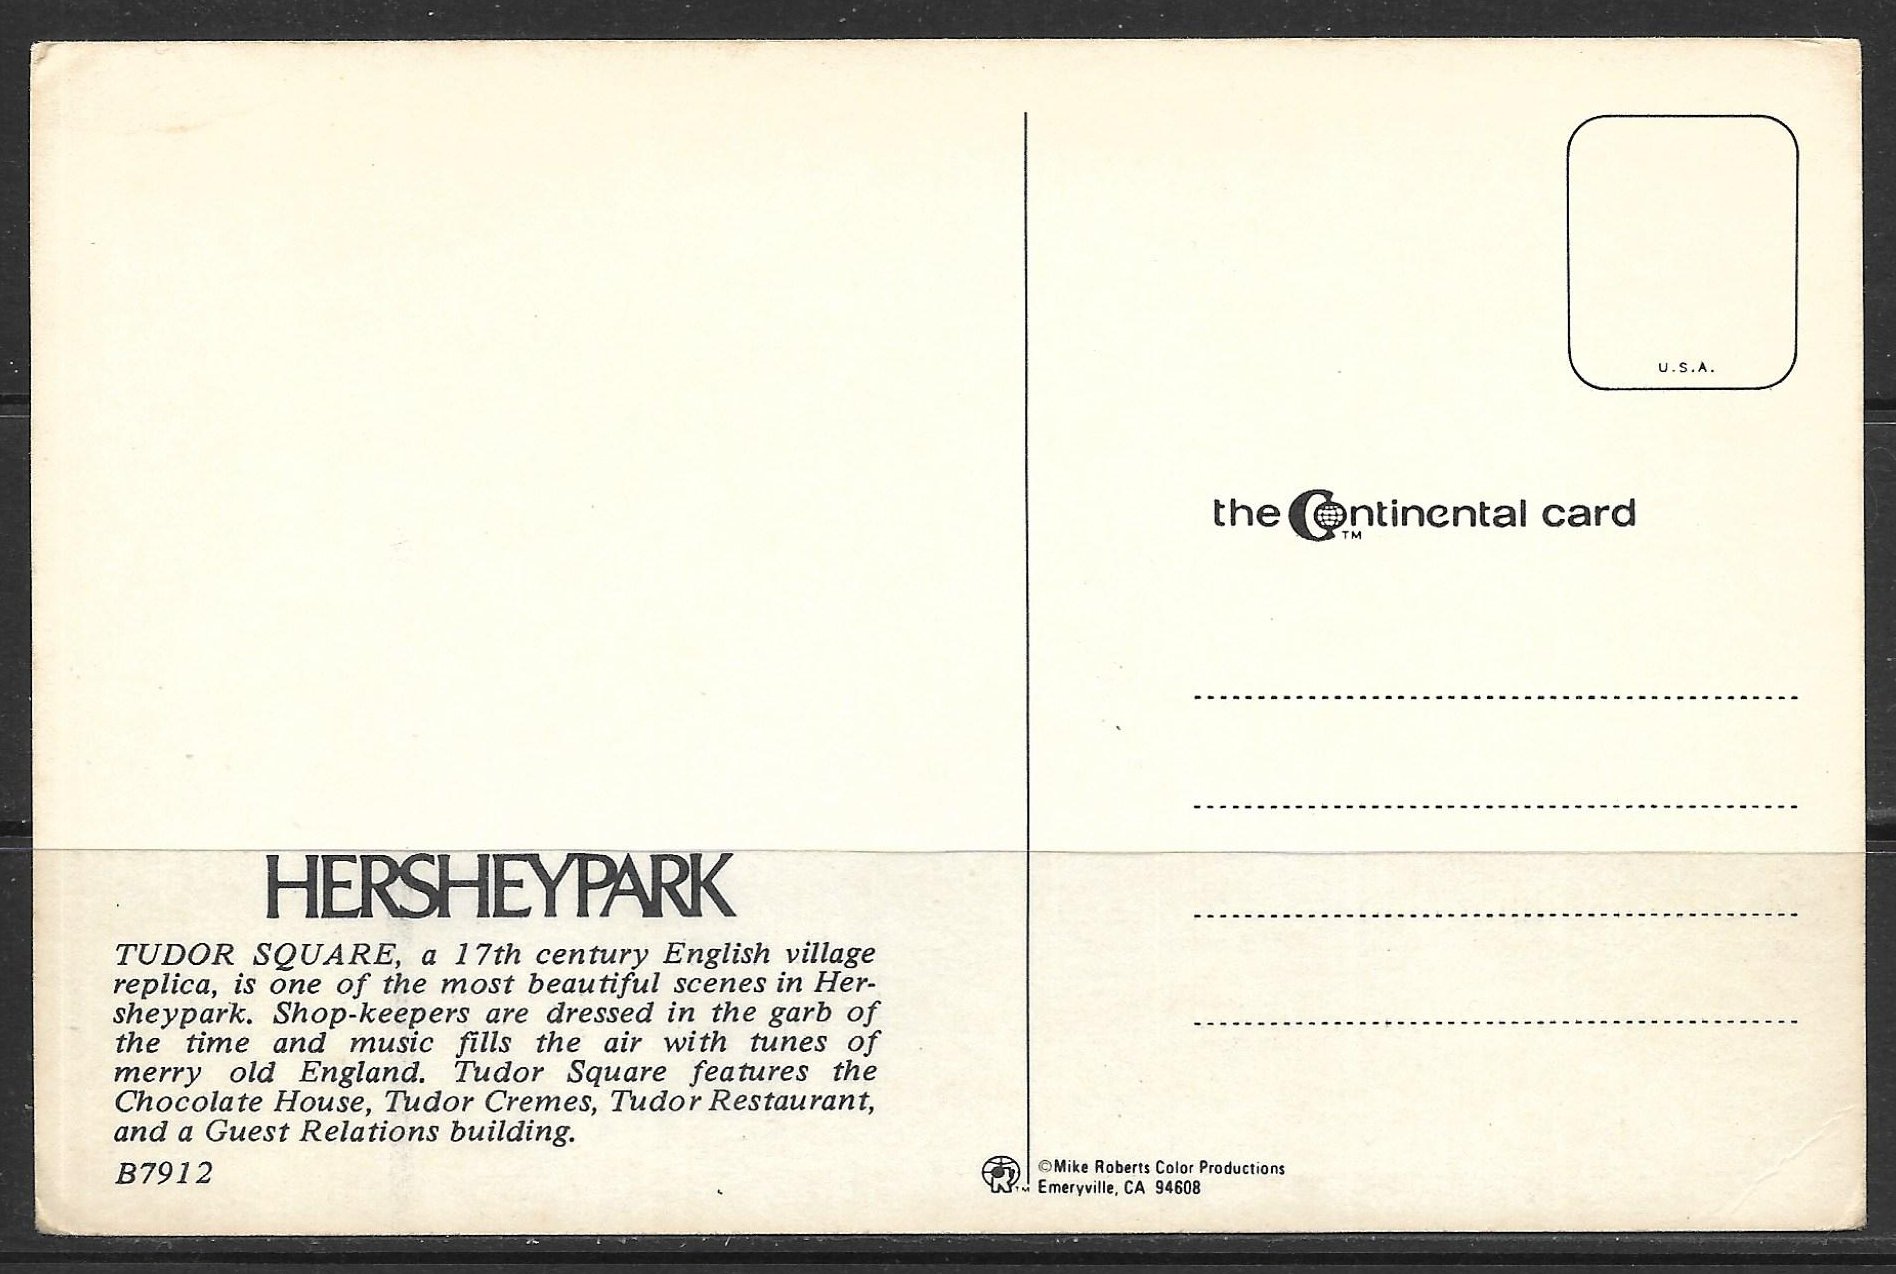 U.S.A.
the Continental card
TM
HERSHEYPARK
TUDOR SQUARE, a 17th century English village
replica, is one of the most beautiful scenes in Her-
sheypark. Shop-keepers are dressed in the garb of
the time and music fills the air with tunes of
merry old England. Tudor Square features the
Chocolate House, Tudor Cremes, Tudor Restaurant,
and a Guest Relations building.
B7912
R TM
©Mike Roberts Color Productions
Emeryville, CA 94608